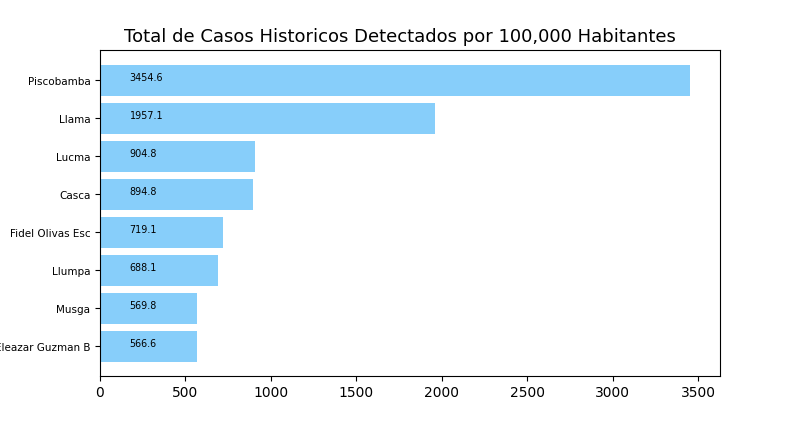 Total de Casos Historicos Detectados por 100,000 Habitantes
Piscobamba 3454.6
Llama 1957.1
Lucma 904.8
Casca 894.8
Fidel Olivas Esc 719.1
Llumpa 688.1
Musga 569.8
Eleazar Guzman B 566.6
0 500 1000 1500 2000 2500 3000 3500